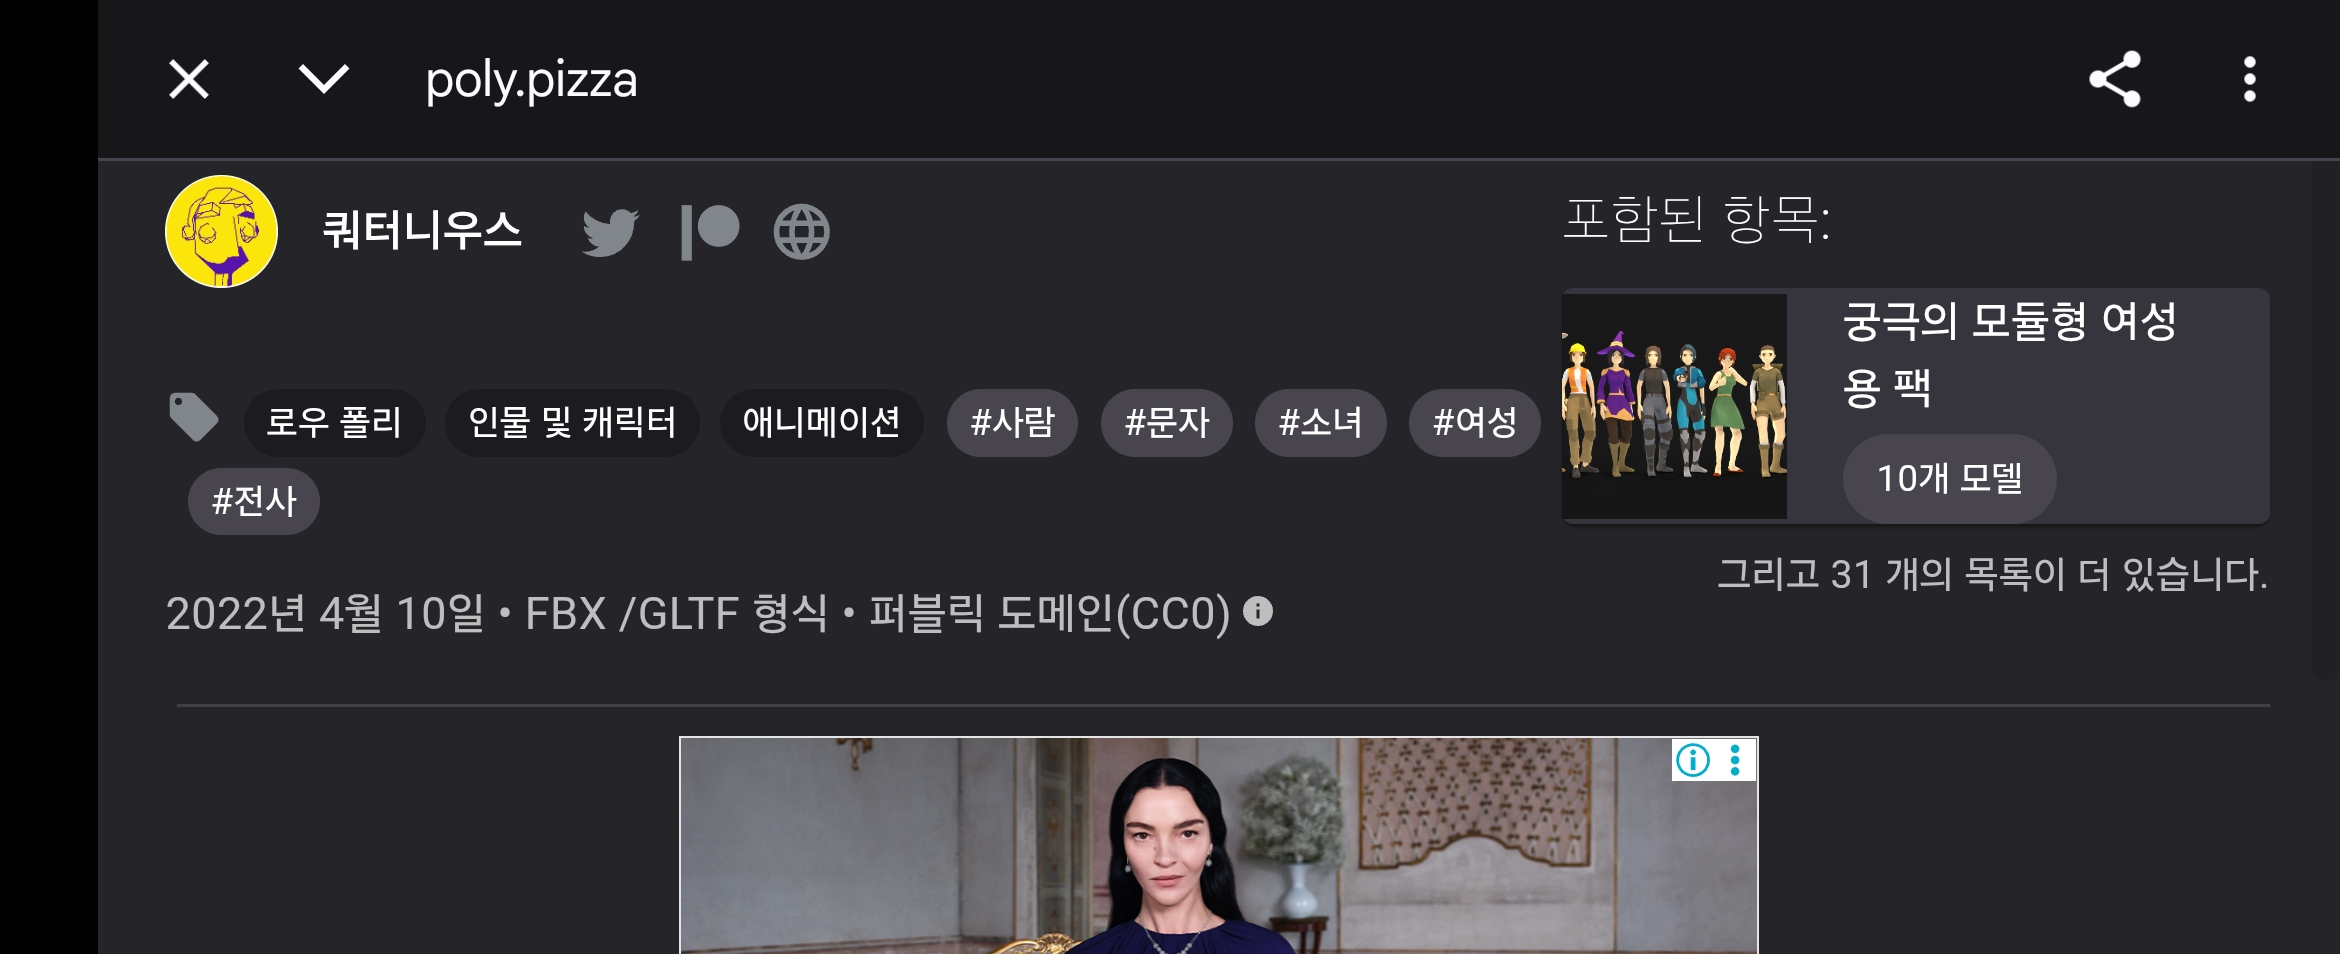 poly.pizza
쿼터니우스
포함된 항목:
궁극의 모듈형 여성
용 팩
10개 모델
그리고 31 개의 목록이 더 있습니다.
로우 폴리 인물 및 캐릭터 애니메이션 #사람 #문자 #소녀 #여성
#전사
2022년 4월 10일 • FBX /GLTF 형식 • 퍼블릭 도메인(CC0)